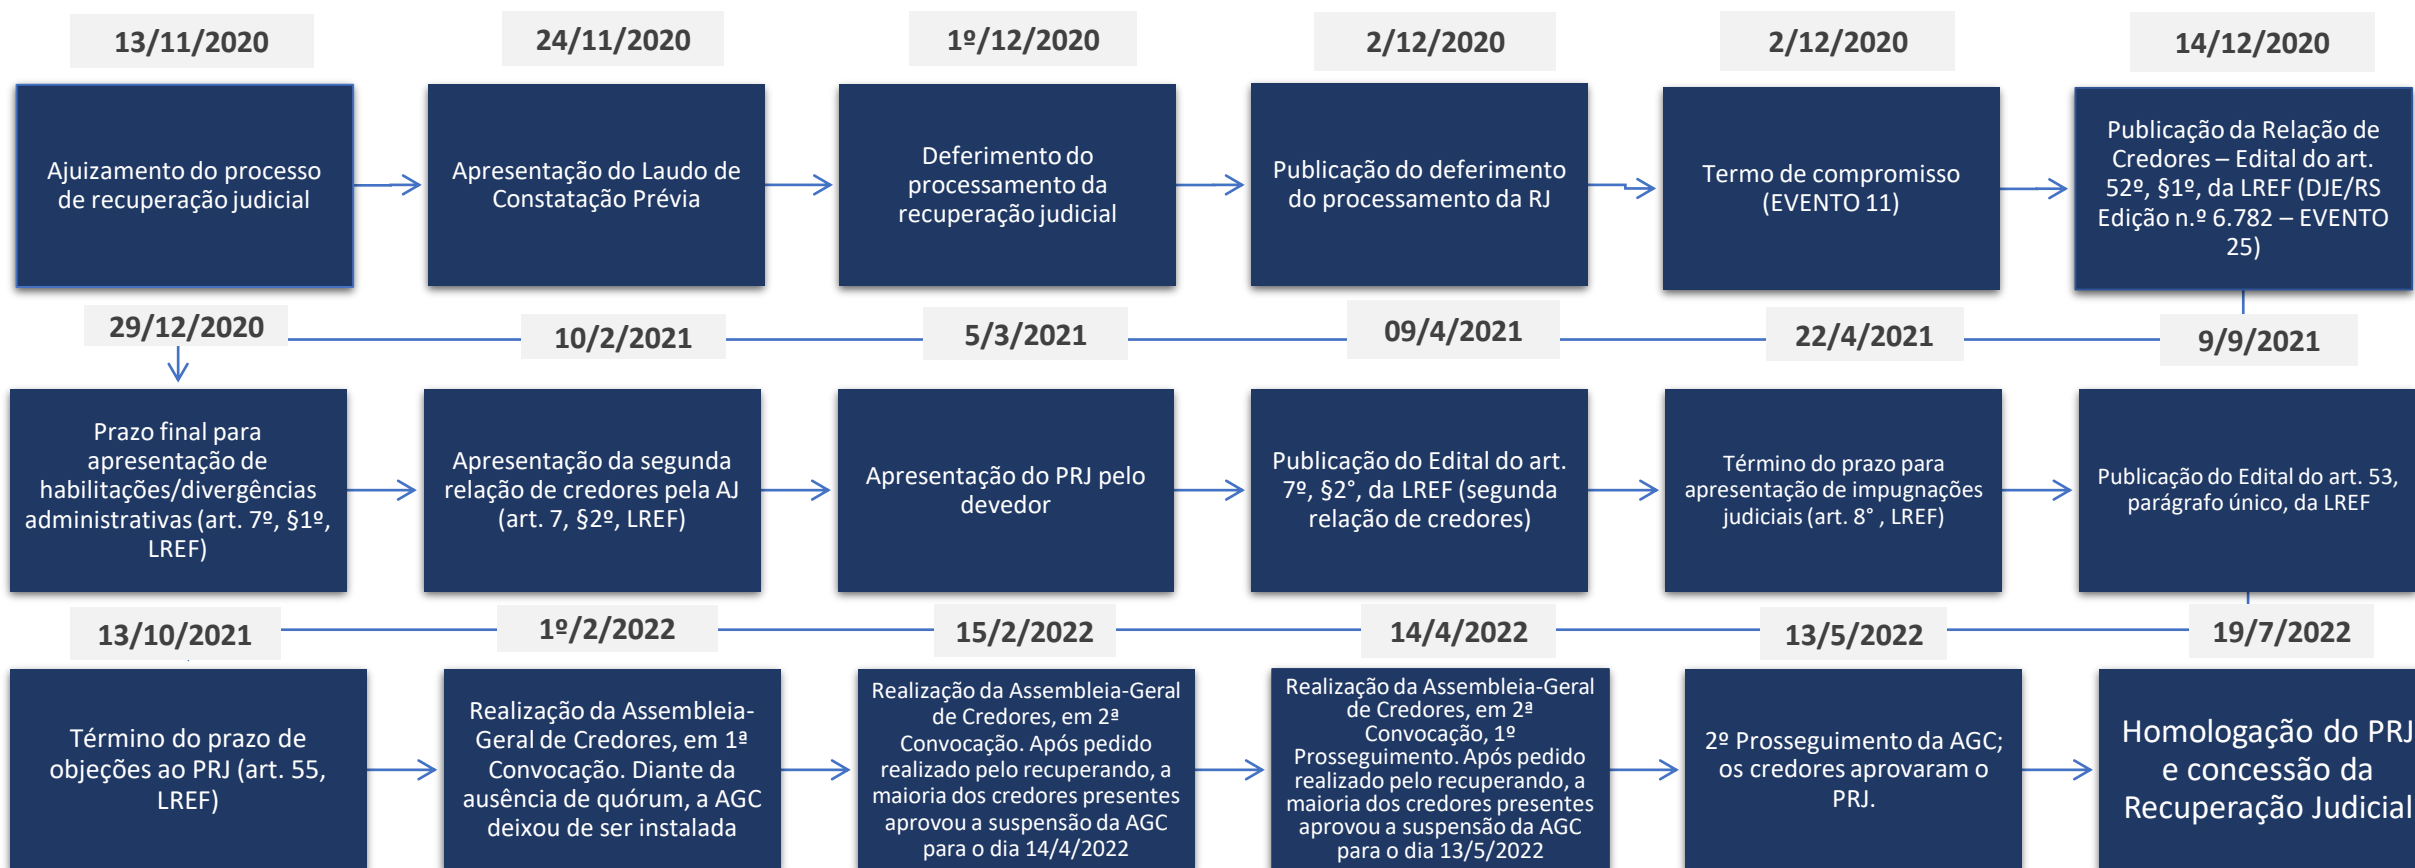 13/11/2020
24/11/2020
1º/12/2020
2/12/2020
2/12/2020
14/12/2020
Ajuizamento do processo
de recuperação judicial
Apresentação do Laudo de
Constatação Prévia
Deferimento do
processamento da
recuperação judicial
Publicação do deferimento
do processamento da RJ
Termo de compromisso
(EVENTO 11)
Publicação da Relação de
Credores – Edital do art.
52º, §1º, da LREF (DJE/RS
Edição n.º 6.782 – EVENTO
25)
29/12/2020
10/2/2021
5/3/2021
09/4/2021
22/4/2021
9/9/2021
Prazo final para
apresentação de
habilitações/divergências
administrativas (art. 7º, §1º,
LREF)
Apresentação da segunda
relação de credores pela AJ
(art. 7, §2º, LREF)
Apresentação do PRJ pelo
devedor
Publicação do Edital do art.
7º, §2°, da LREF (segunda
relação de credores)
Término do prazo para
apresentação de impugnações
judiciais (art. 8° , LREF)
Publicação do Edital do art. 53,
parágrafo único, da LREF
13/10/2021
1º/2/2022
15/2/2022
14/4/2022
13/5/2022
19/7/2022
Término do prazo de
objeções ao PRJ (art. 55,
LREF)
Realização da Assembleia-
Geral de Credores, em 1ª
Convocação. Diante da
ausência de quórum, a AGC
deixou de ser instalada
Realização da Assembleia-Geral
de Credores, em 2ª
Convocação. Após pedido
realizado pelo recuperando, a
maioria dos credores presentes
aprovou a suspensão da AGC
para o dia 14/4/2022
Realização da Assembleia-Geral
de Credores, em 2ª
Convocação, 1º
Prosseguimento. Após pedido
realizado pelo recuperando, a
maioria dos credores presentes
aprovou a suspensão da AGC
para o dia 13/5/2022
2º Prosseguimento da AGC;
os credores aprovaram o
PRJ.
Homologação do PRJ
e concessão da
Recuperação Judicial